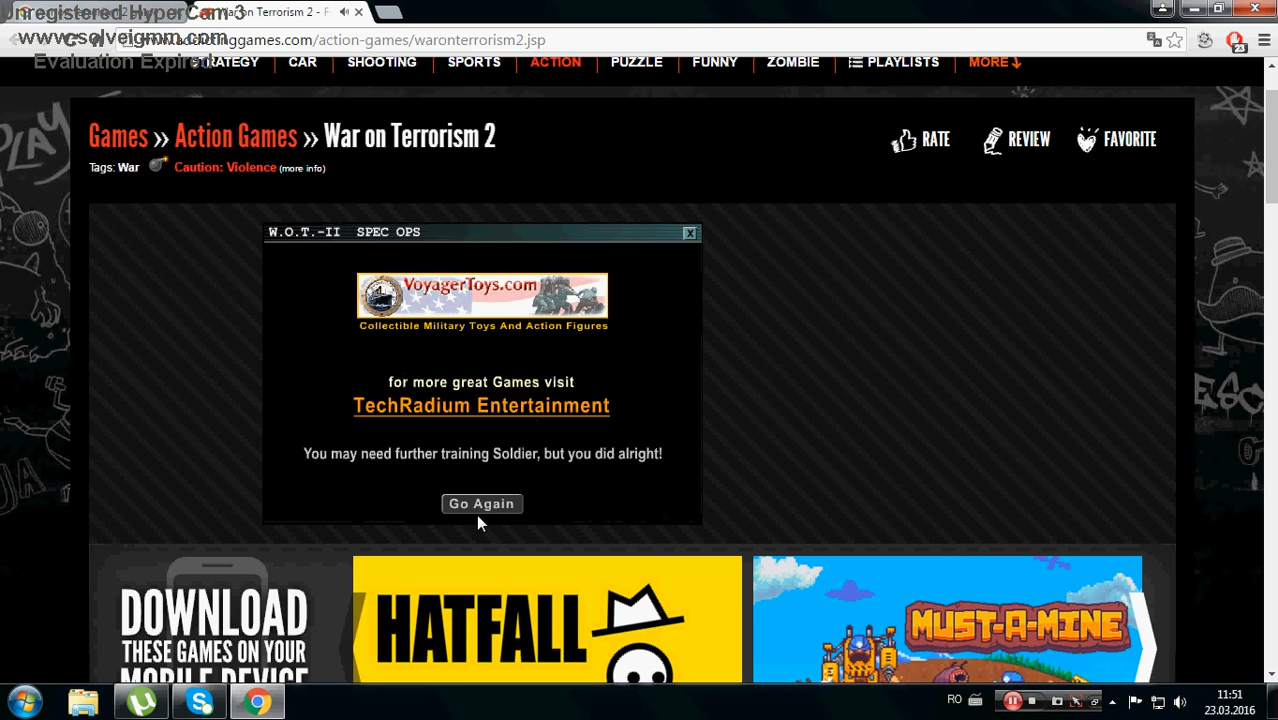 Unregistered HyperCam 3
War on Terrorism 2 - F
www.solveigmm.com
games.com/action-games/waronterrorism2.jsp
23
Evaluation Expired
STRATEGY
CAR
SHOOTING
SPORTS
ACTION
PUZZLE
FUNNY
ZOMBIE
PLAYLISTS
MORE
Games » Action Games » War on Terrorism 2
RATE
REVIEW
FAVORITE
Tags: War
Caution: Violence (more info)
W.O.T.-II SPEC OPS
X
VoyagerToys.com
Collectible Military Toys And Action Figures
for more great Games visit
TechRadium Entertainment
You may need further training Soldier, but you did alright!
Go Again
DOWNLOAD
THESE GAMES ON YOUR
MOBILE DEVICE
HATFALL
MUST-A-MINE
RO
11:51
23.03.2016